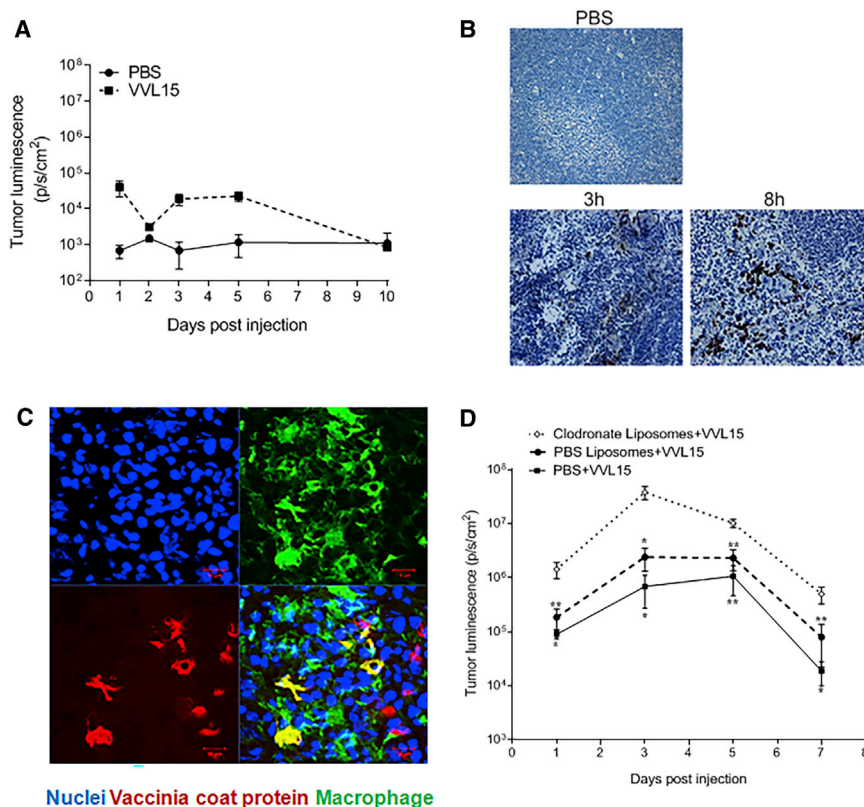 A
PBS
VVL15
Tumor luminescence
(p/s/cm²)
10⁸
10⁷
10⁶
10⁵
10⁴
10³
10²
0 1 2 3 4 5 6 7 8 9 10
Days post injection
B
PBS
3h 8h
C
Nuclei Vaccinia coat protein Macrophage
D
Clodronate Liposomes+VVL15
PBS Liposomes+VVL15
PBS+VVL15
Tumor luminescence (p/s/cm²)
10⁸
10⁷
10⁶
10⁵
10⁴
10³
* **
** **
* * ** *
0 1 2 3 4 5 6 7 8
Days post injection